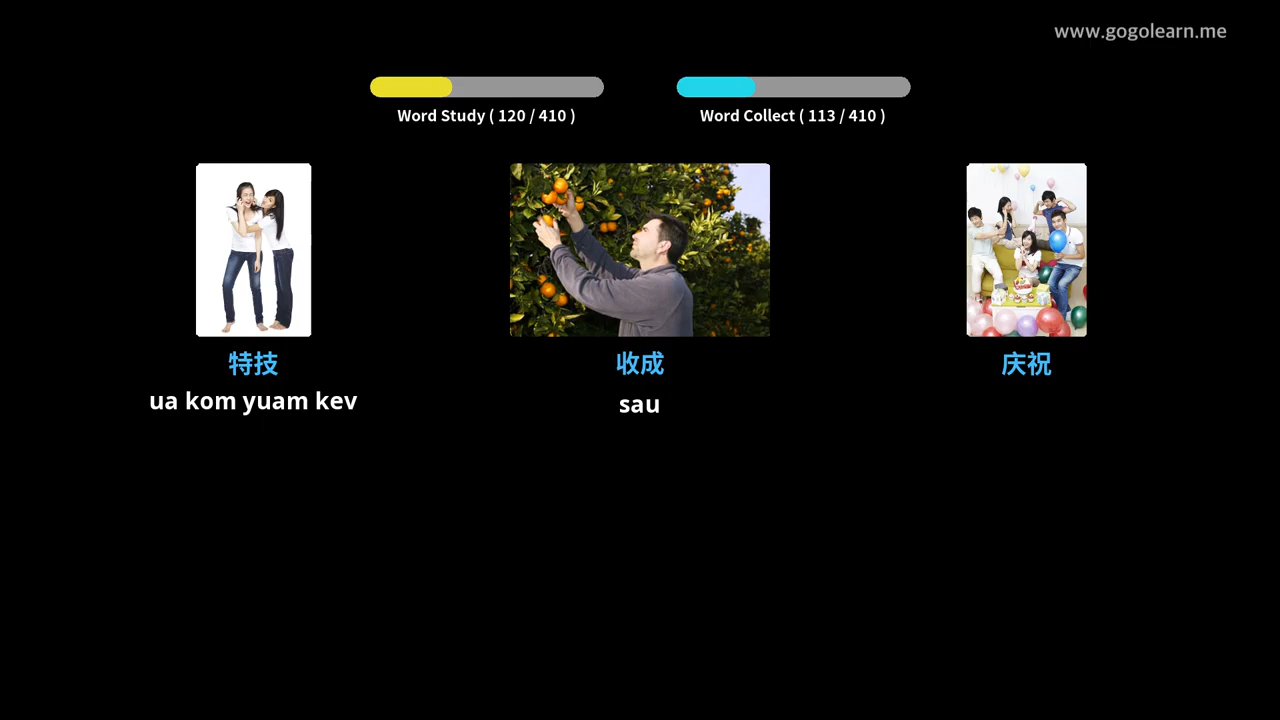 www.gogolearn.me
Word Study ( 120 / 410 )
Word Collect ( 113 / 410 )
特技
收成
庆祝
ua kom yuam kev
sau